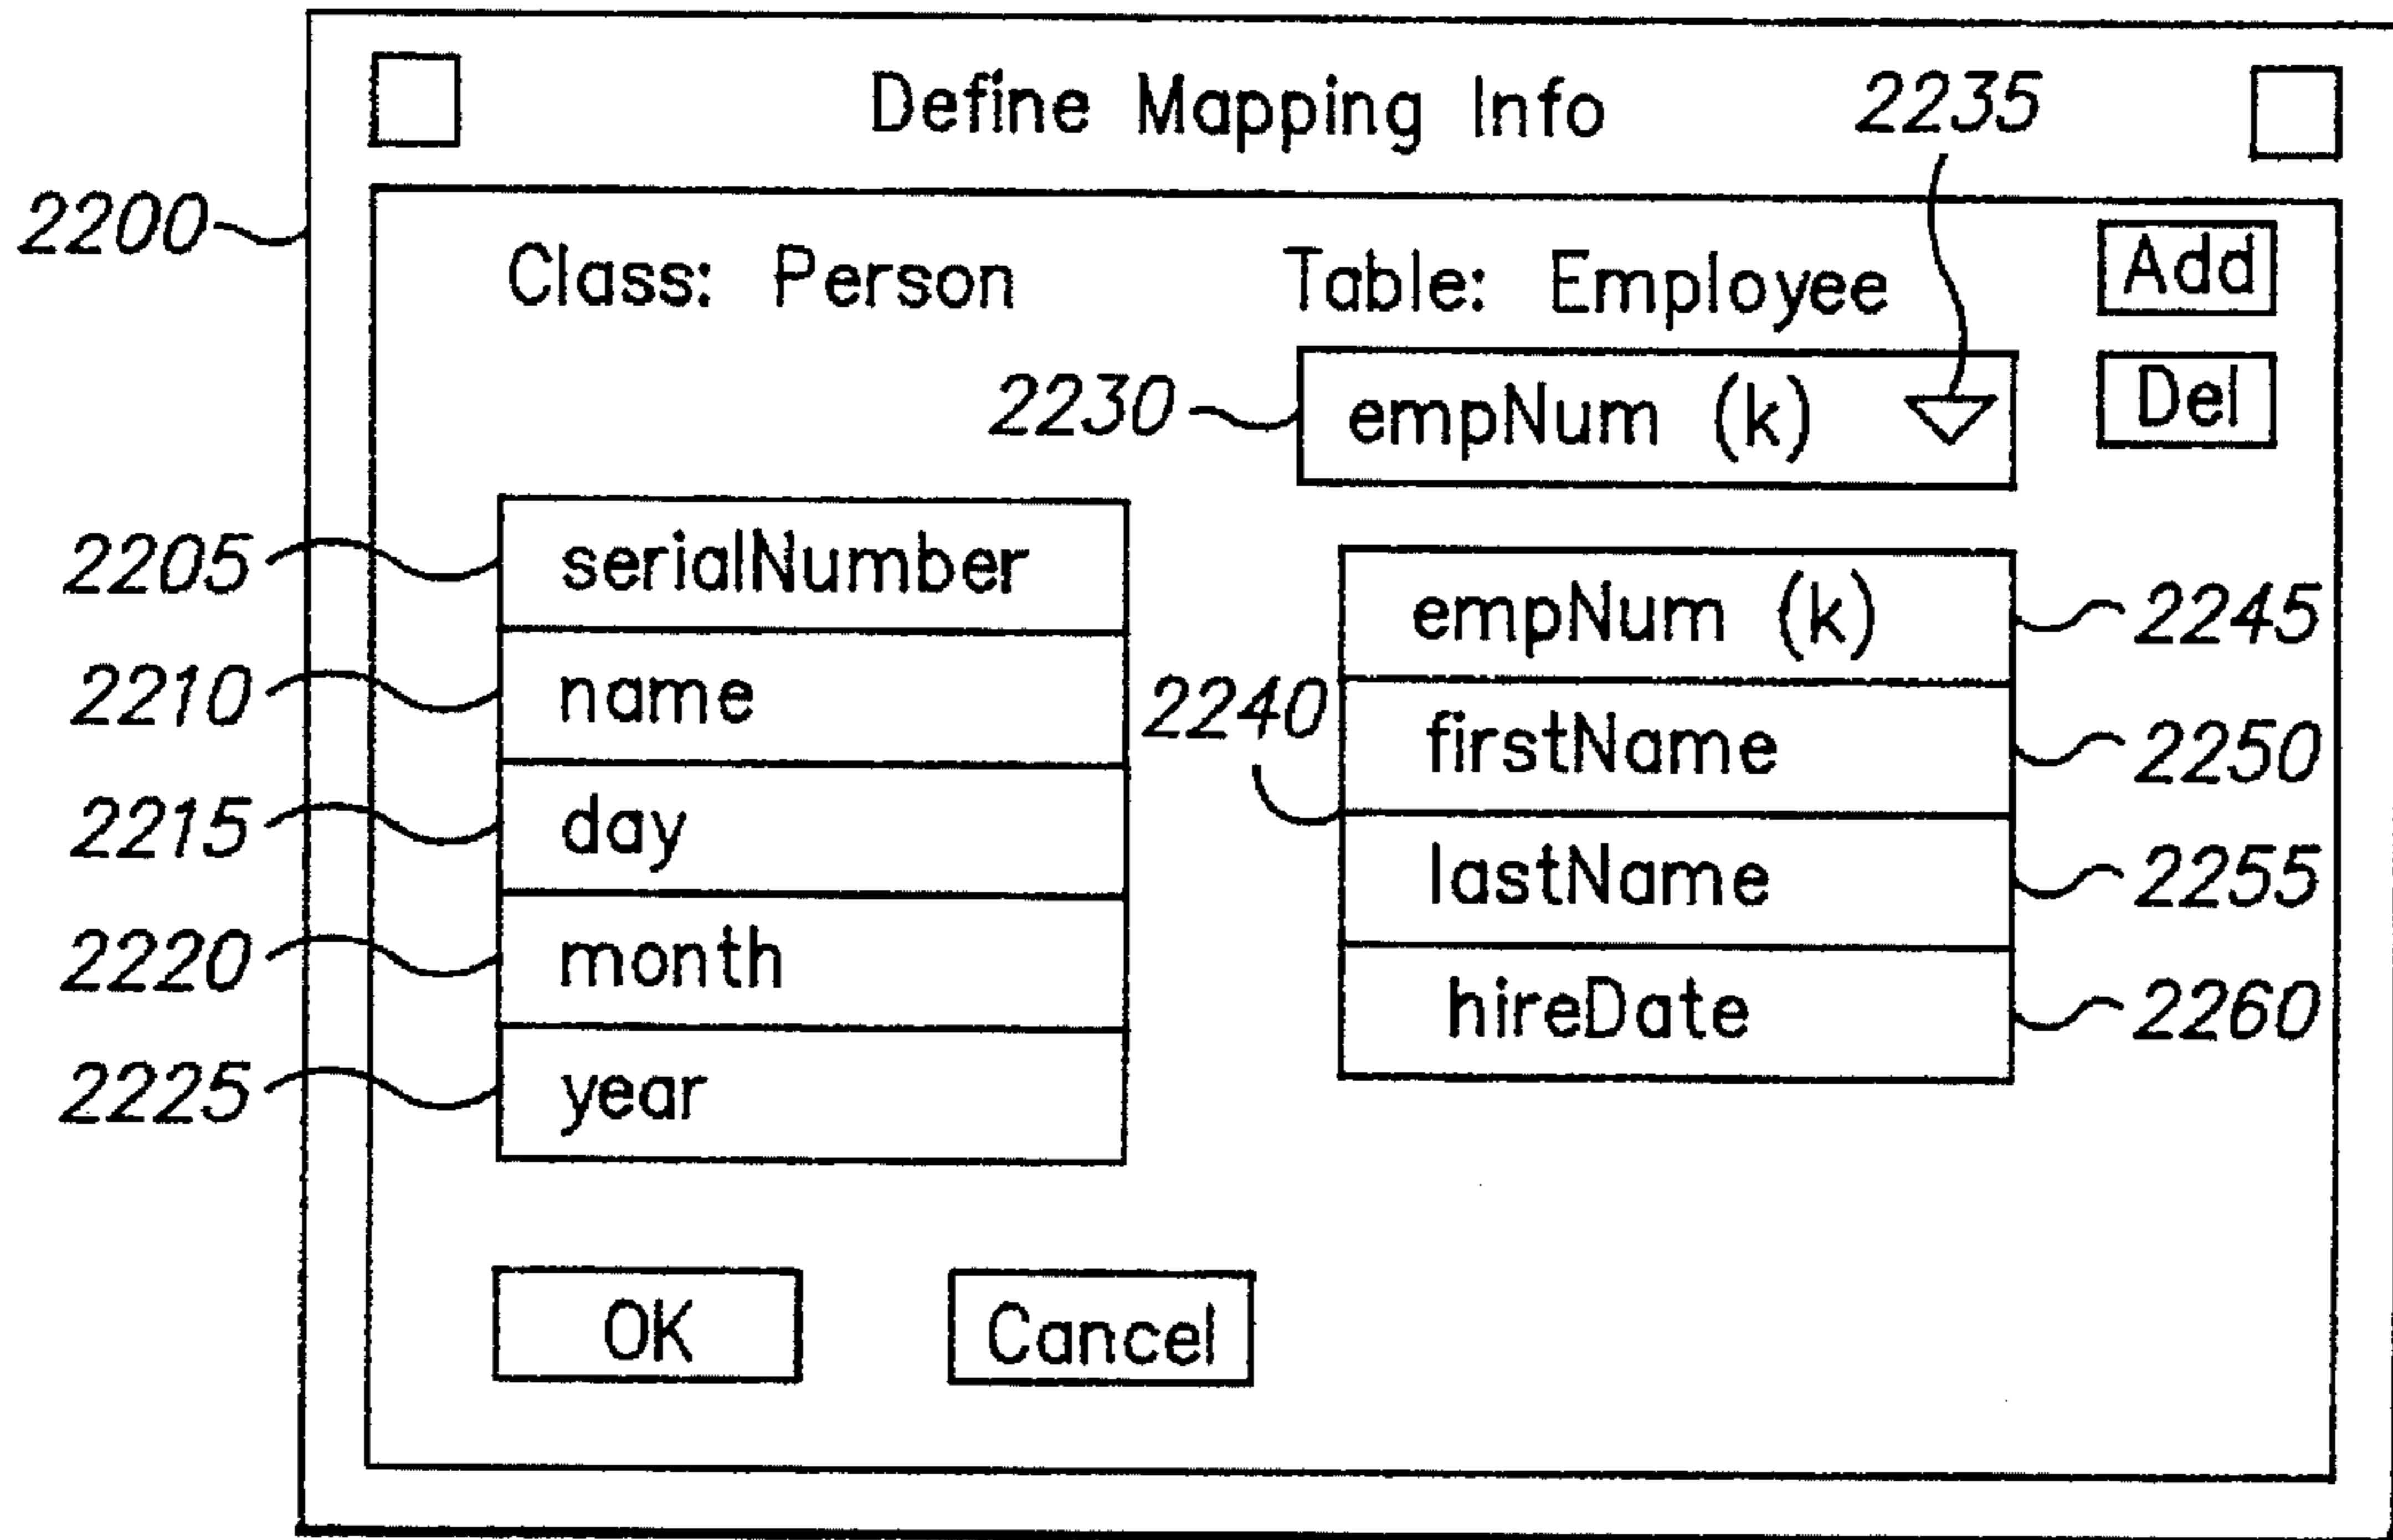 Define Mapping Info 2235
2200
Class: Person Table: Employee Add
2230 empNum (k) Del
2205 serialNumber
2210 name
2215 day
2220 month
2225 year
empNum (k) 2245
2240
firstName 2250
lastName 2255
hireDate 2260
OK Cancel